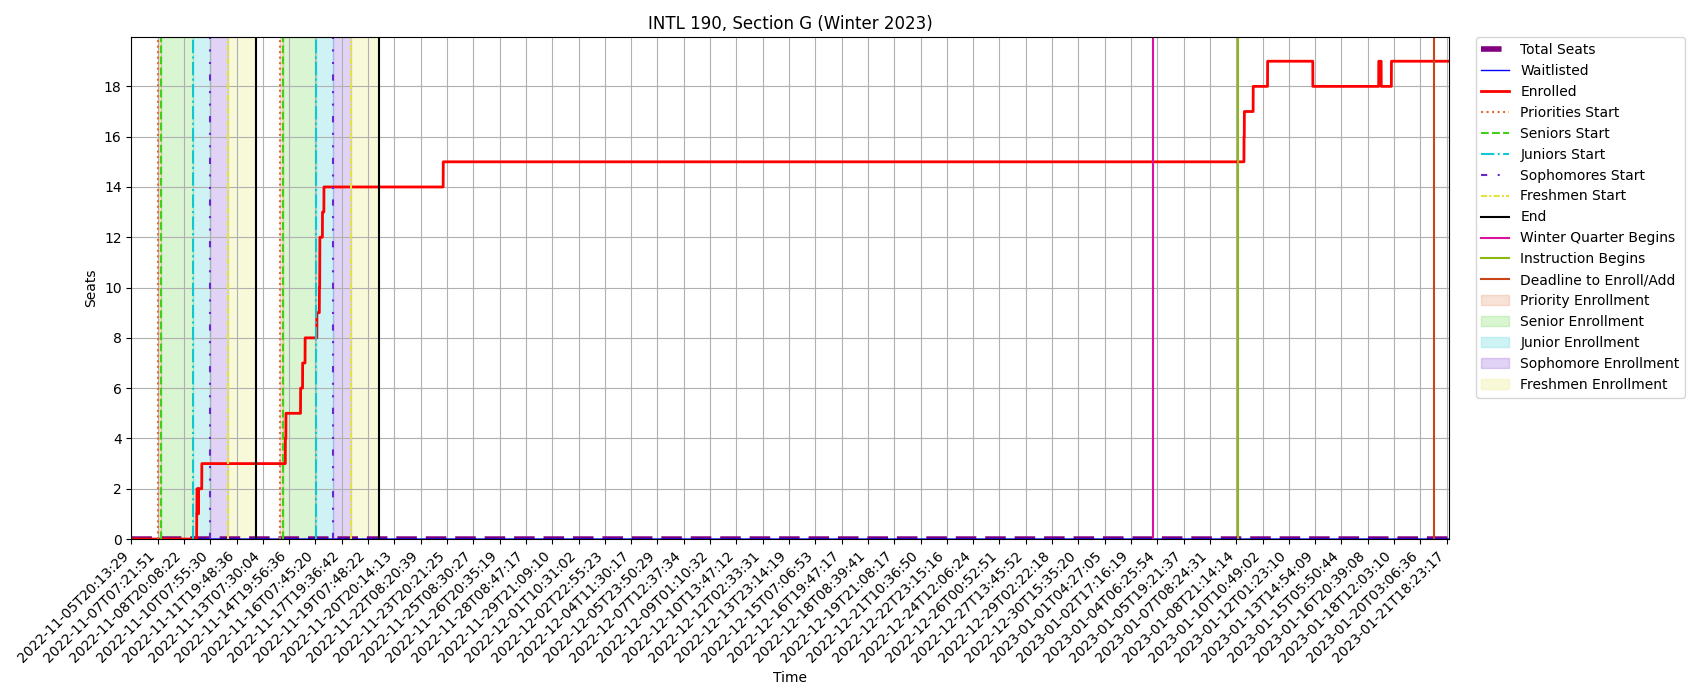 INTL 190, Section G (Winter 2023)
Seats
18
16
14
12
10
8
6
4
2
0
2022-11-05T20:13:29
2022-11-07T07:21:51
2022-11-08T20:08:22
2022-11-10T07:55:30
2022-11-11T19:48:36
2022-11-13T07:30:04
2022-11-14T19:56:36
2022-11-16T07:45:20
2022-11-17T19:36:42
2022-11-19T07:48:22
2022-11-20T20:14:13
2022-11-22T08:20:39
2022-11-23T20:21:25
2022-11-25T08:30:27
2022-11-26T20:35:19
2022-11-28T08:47:17
2022-11-29T21:09:10
2022-12-01T10:31:02
2022-12-02T22:55:23
2022-12-04T11:30:17
2022-12-05T23:50:29
2022-12-07T12:37:34
2022-12-09T01:10:32
2022-12-10T13:47:12
2022-12-12T02:33:31
2022-12-13T23:14:19
2022-12-15T07:06:53
2022-12-16T19:47:17
2022-12-18T08:39:41
2022-12-19T21:08:17
2022-12-21T10:36:50
2022-12-22T23:15:16
2022-12-24T12:06:24
2022-12-26T00:52:51
2022-12-27T13:45:52
2022-12-29T02:22:18
2022-12-30T15:35:20
2023-01-01T04:27:05
2023-01-02T17:16:19
2023-01-04T06:25:54
2023-01-05T19:21:37
2023-01-07T08:24:31
2023-01-08T21:14:14
2023-01-10T10:49:02
2023-01-12T01:23:10
2023-01-13T14:54:09
2023-01-15T05:50:44
2023-01-16T20:39:08
2023-01-18T12:03:10
2023-01-20T03:06:36
2023-01-21T18:23:17
Time
Total Seats
Waitlisted
Enrolled
Priorities Start
Seniors Start
Juniors Start
Sophomores Start
Freshmen Start
End
Winter Quarter Begins
Instruction Begins
Deadline to Enroll/Add
Priority Enrollment
Senior Enrollment
Junior Enrollment
Sophomore Enrollment
Freshmen Enrollment